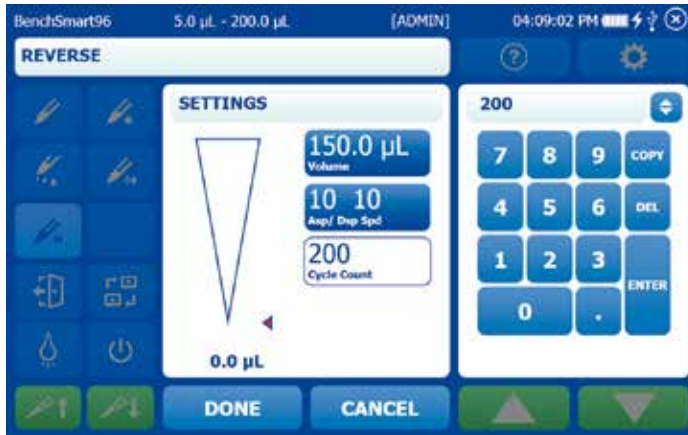 BenchSmart96 5.0 µL - 200.0 µL [ADMIN] 04:09:02 PM
REVERSE
?
SETTINGS
150.0 µL
Volume
10 10
Asp/ Dsp Spd
200
Cycle Count
0.0 µL
DONE
CANCEL
200
7 8 9 COPY
4 5 6 DEL
1 2 3 ENTER
0 .